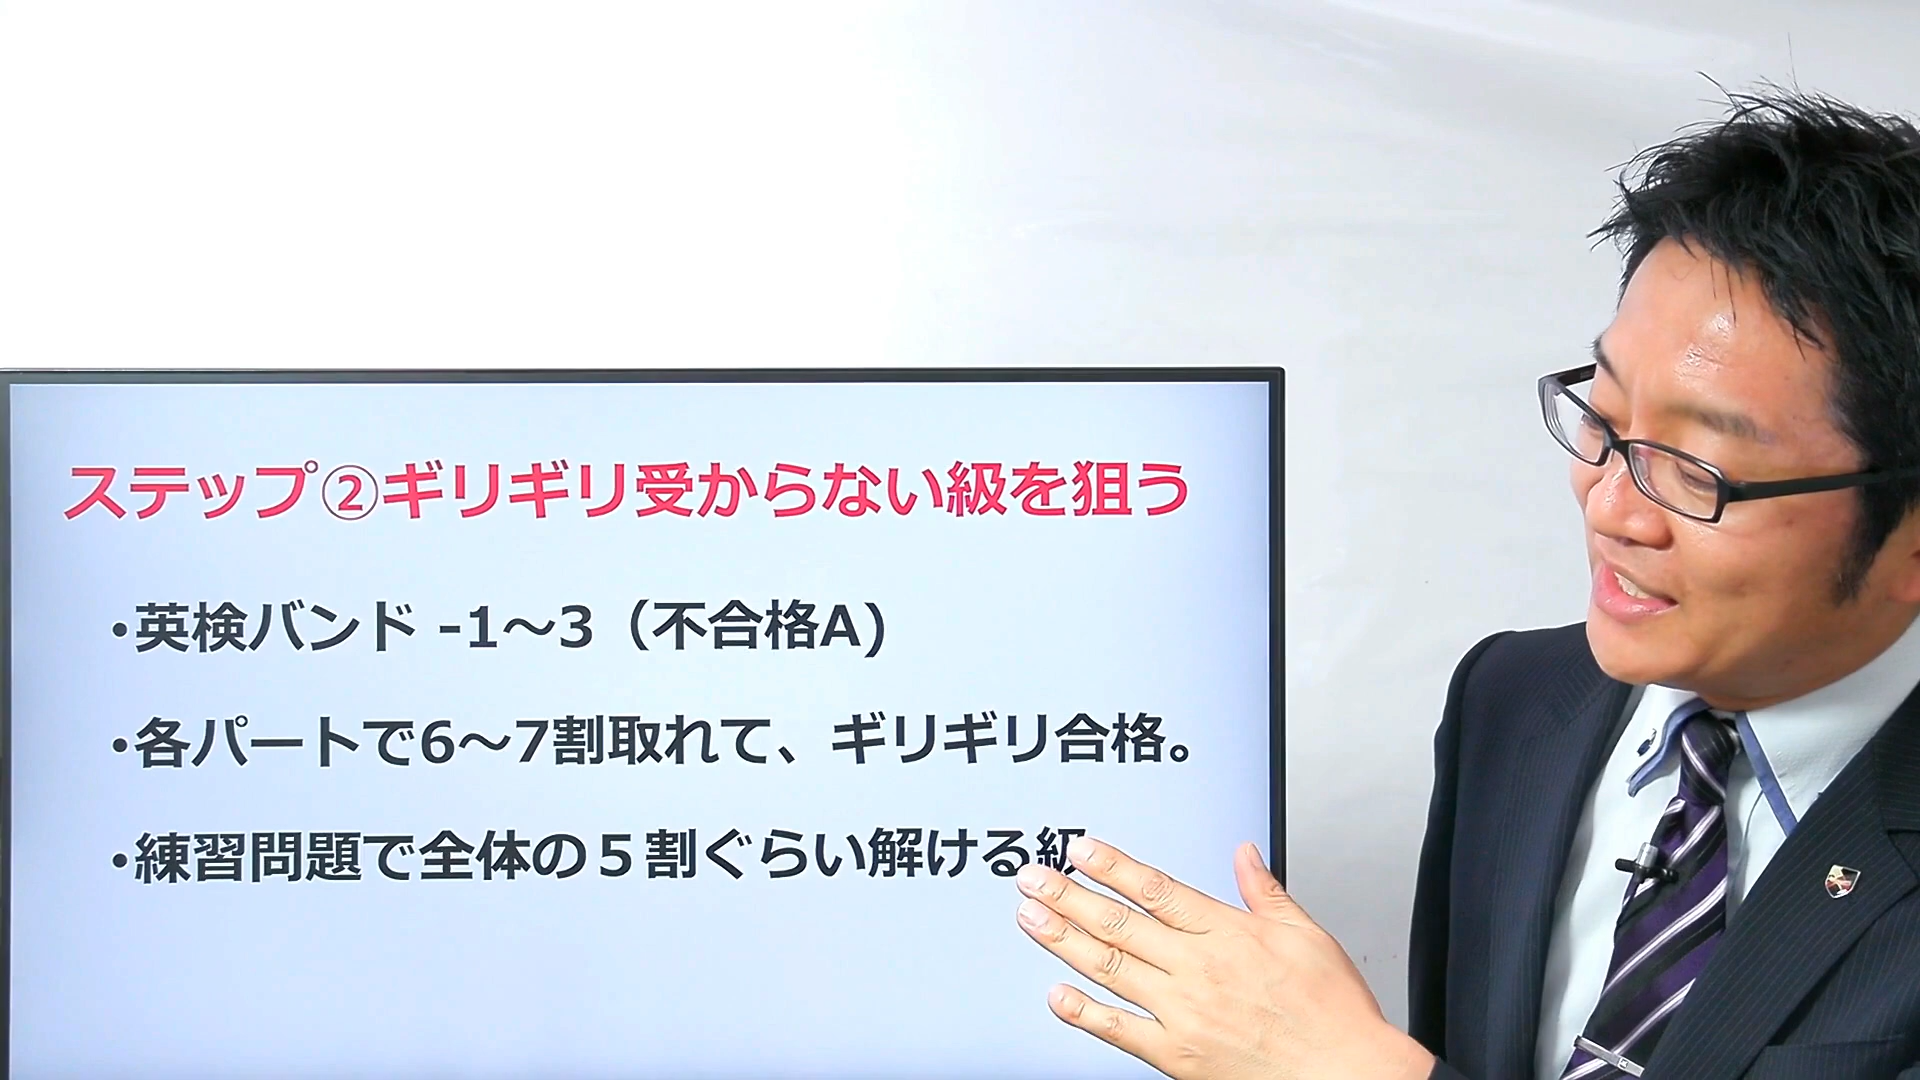 ステップ②ギリギリ受からない級を狙う
・英検バンド -1～3（不合格A)
・各パートで6～7割取れて、ギリギリ合格。
・練習問題で全体の５割ぐらい解ける級